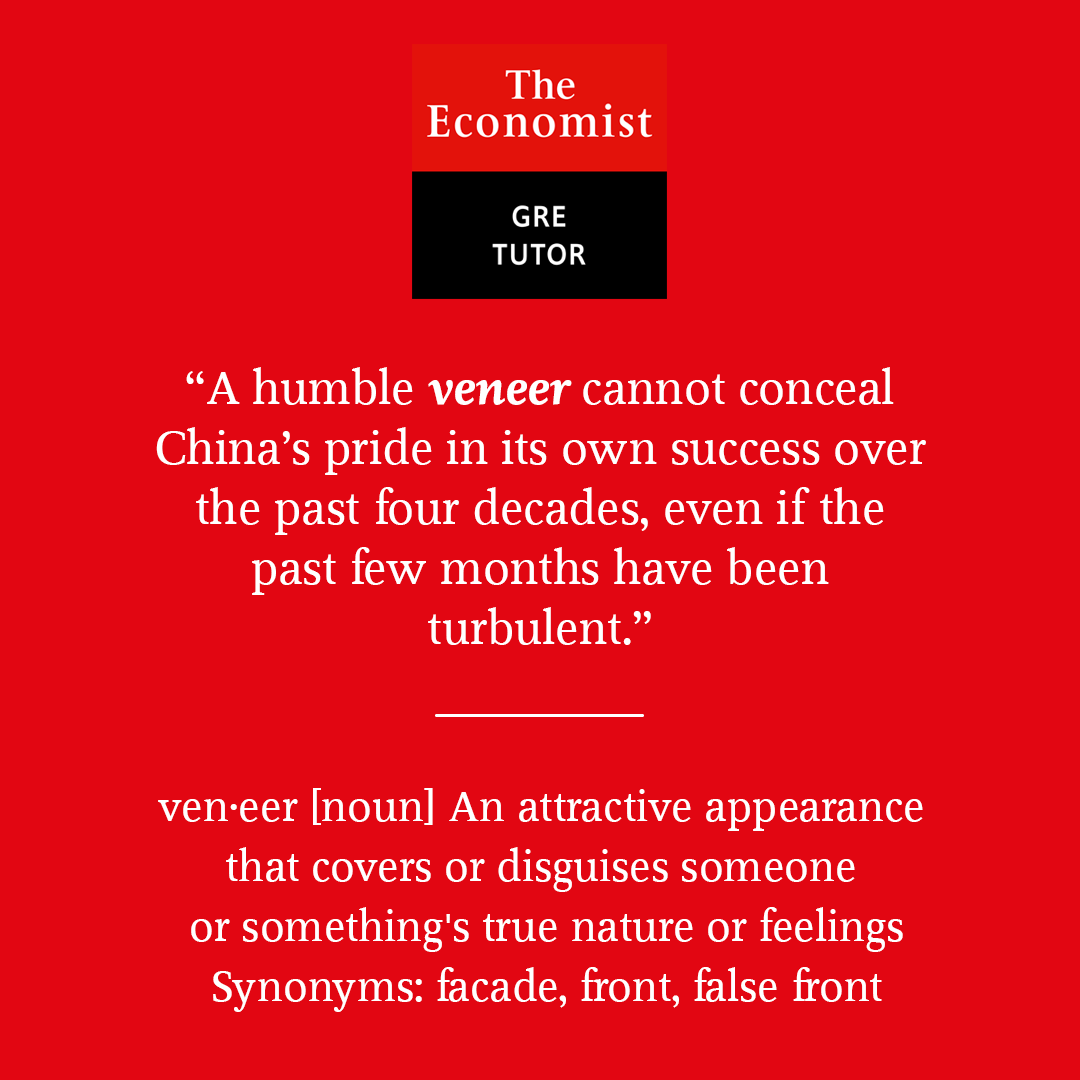 The
Economist
GRE
TUTOR
“A humble veneer cannot conceal
China’s pride in its own success over
the past four decades, even if the
past few months have been
turbulent.”
ven·eer [noun] An attractive appearance
that covers or disguises someone
or something's true nature or feelings
Synonyms: facade, front, false front